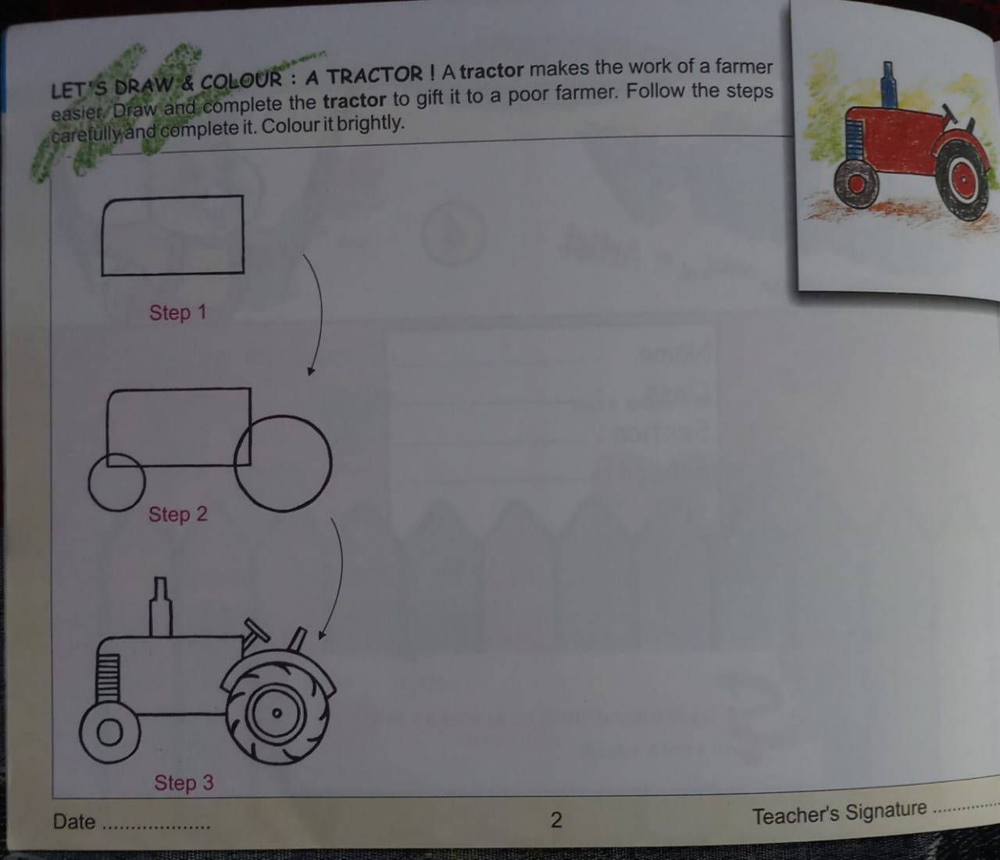 LET'S DRAW & COLOUR : A TRACTOR ! A tractor makes the work of a farmer
easier. Draw and complete the tractor to gift it to a poor farmer. Follow the steps
carefully and complete it. Colour it brightly.
Step 1
Step 2
Step 3
Date ...................
2
Teacher's Signature ..............